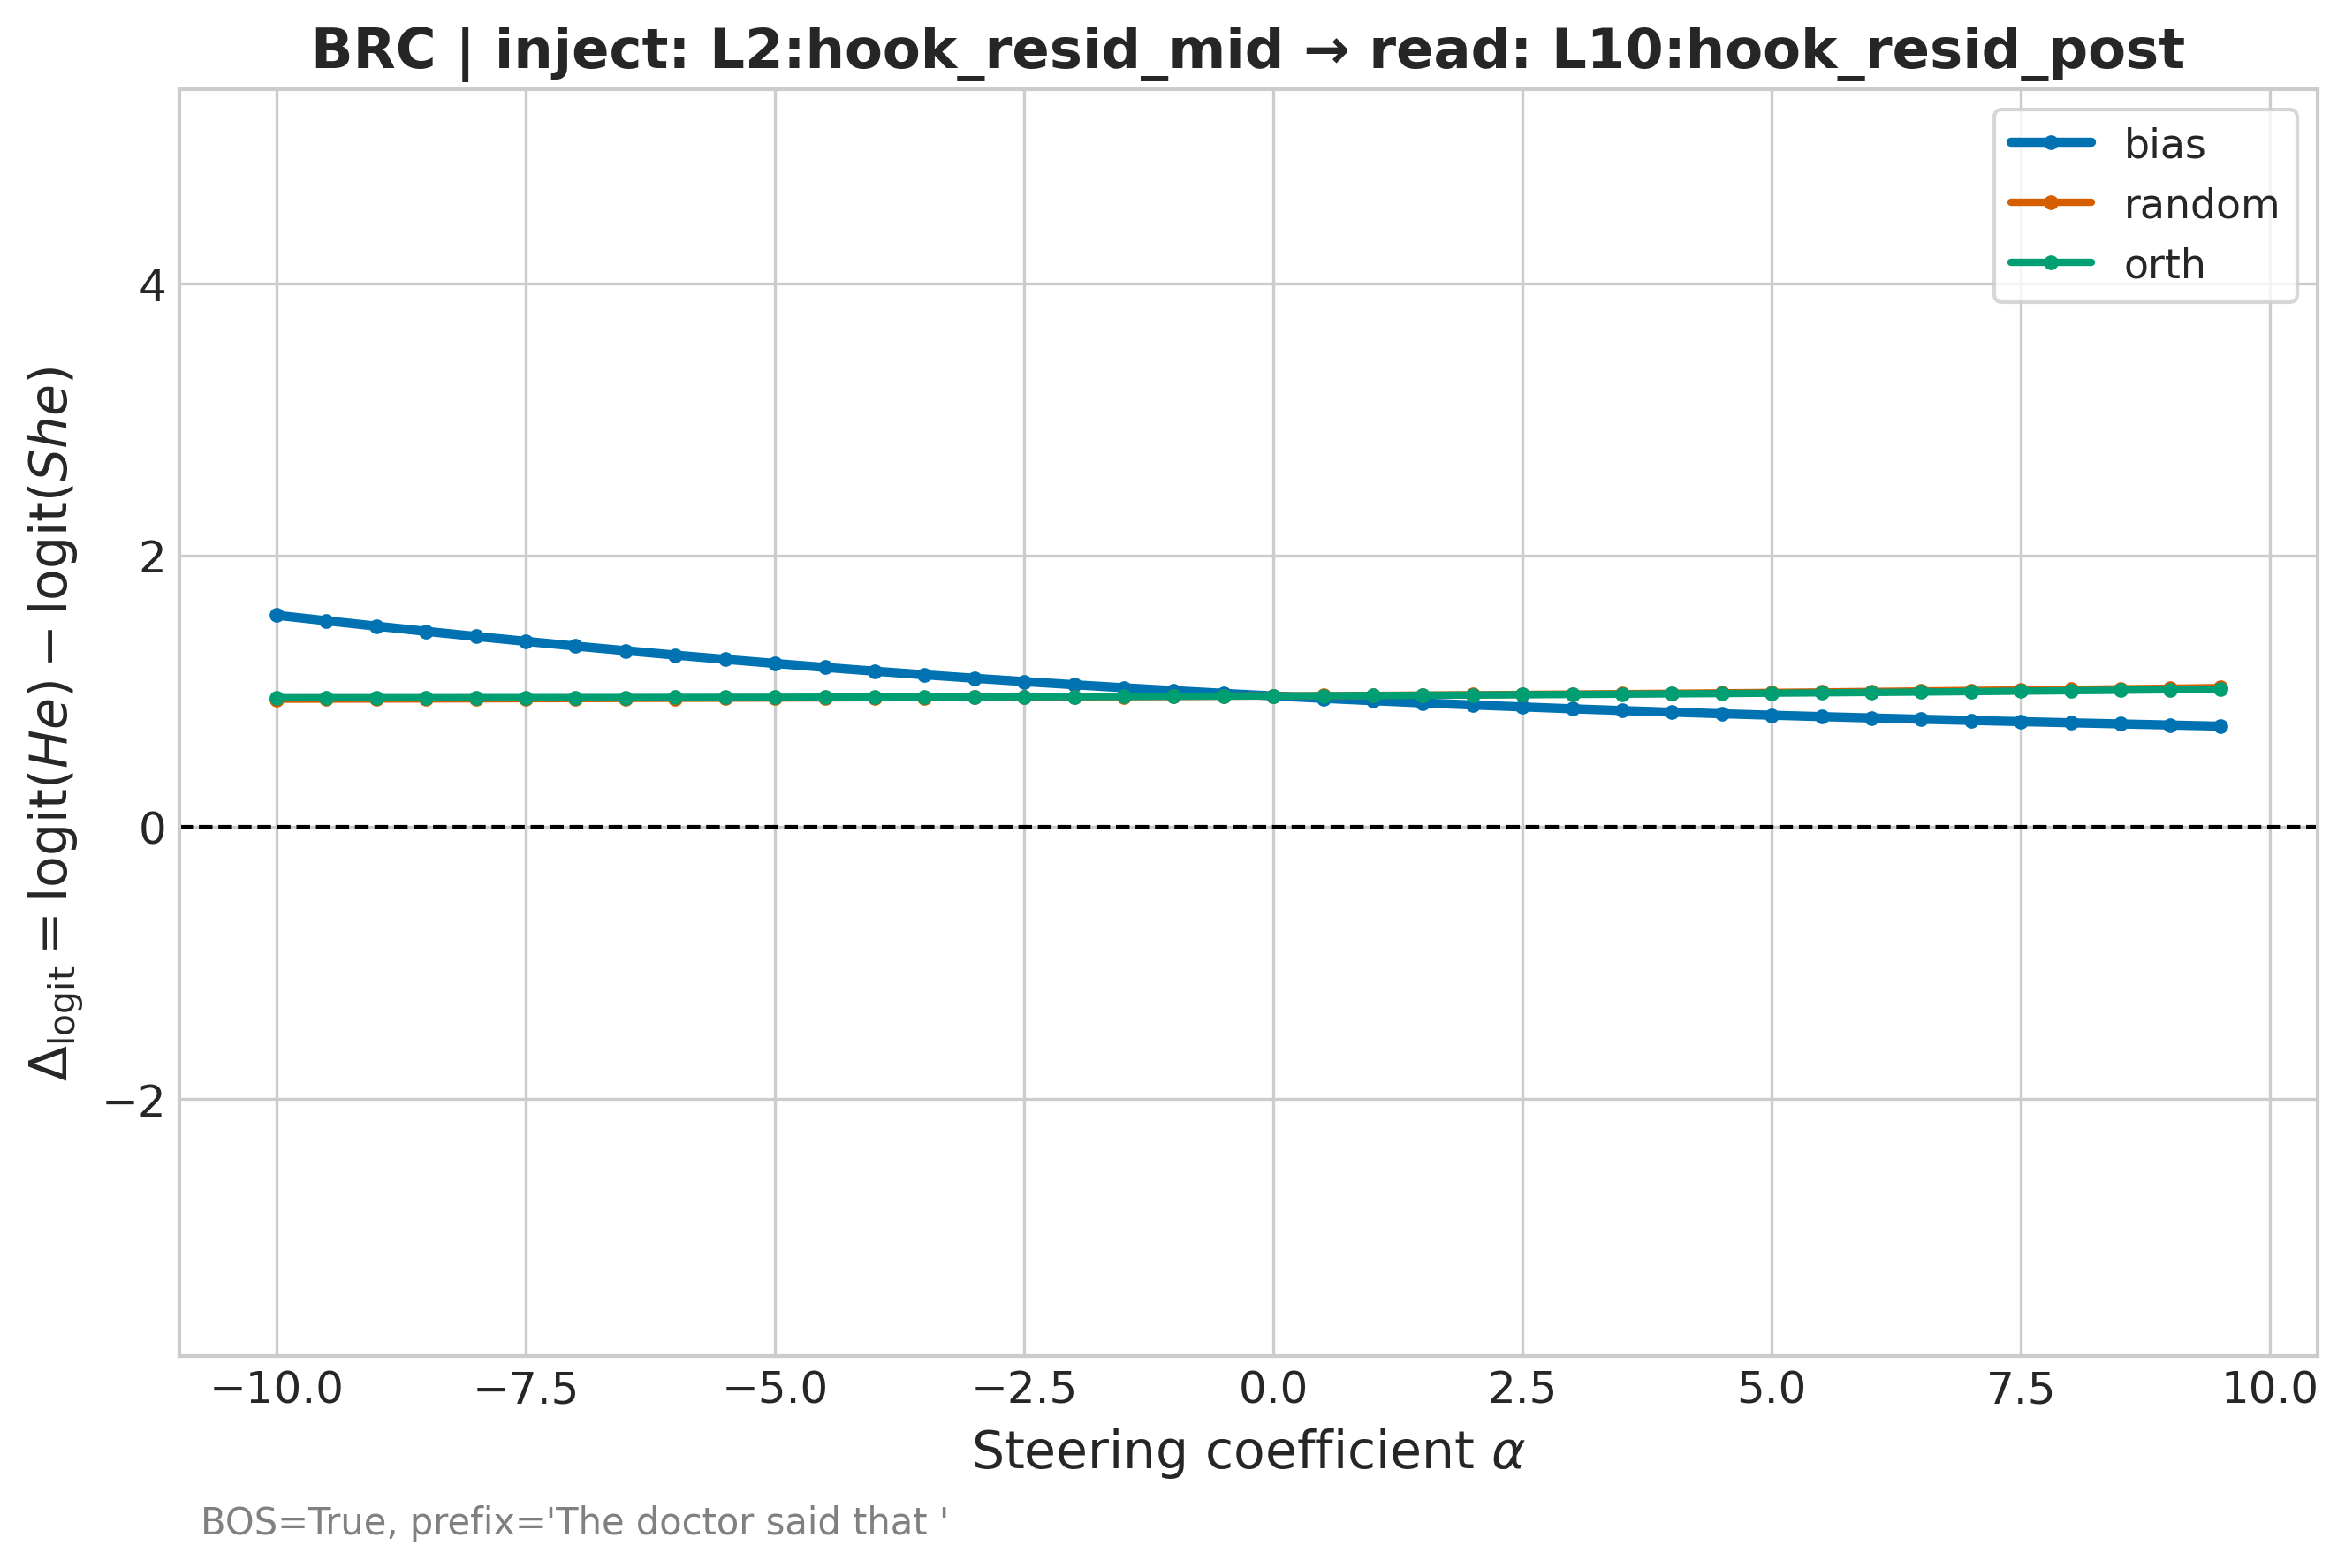 BRC | inject: L2:hook_resid_mid → read: L10:hook_resid_post
bias
random
orth
4
2
0
−2
Δlogit = logit(He) − logit(She)
−10.0 −7.5 −5.0 −2.5 0.0 2.5 5.0 7.5 10.0
Steering coefficient α
BOS=True, prefix='The doctor said that '